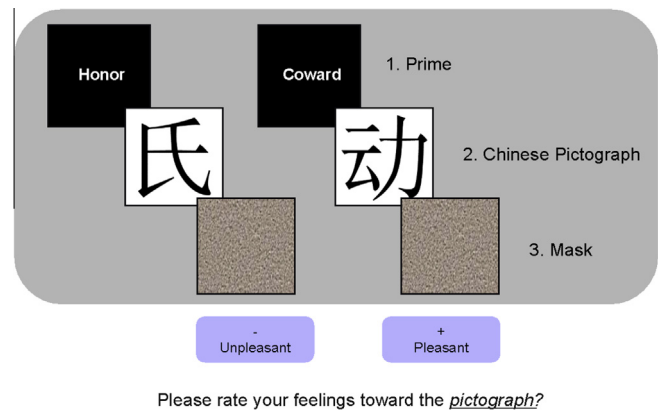 Honor
Coward
1. Prime
氏
动
2. Chinese Pictograph
3. Mask
-
Unpleasant
+
Pleasant
Please rate your feelings toward the pictograph?